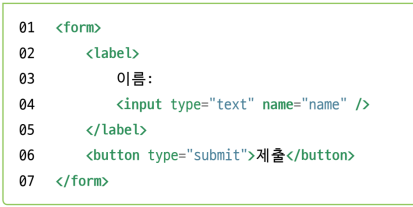 01 <form>
02     <label>
03         이름:
04         <input type="text" name="name" />
05     </label>
06     <button type="submit">제출</button>
07 </form>